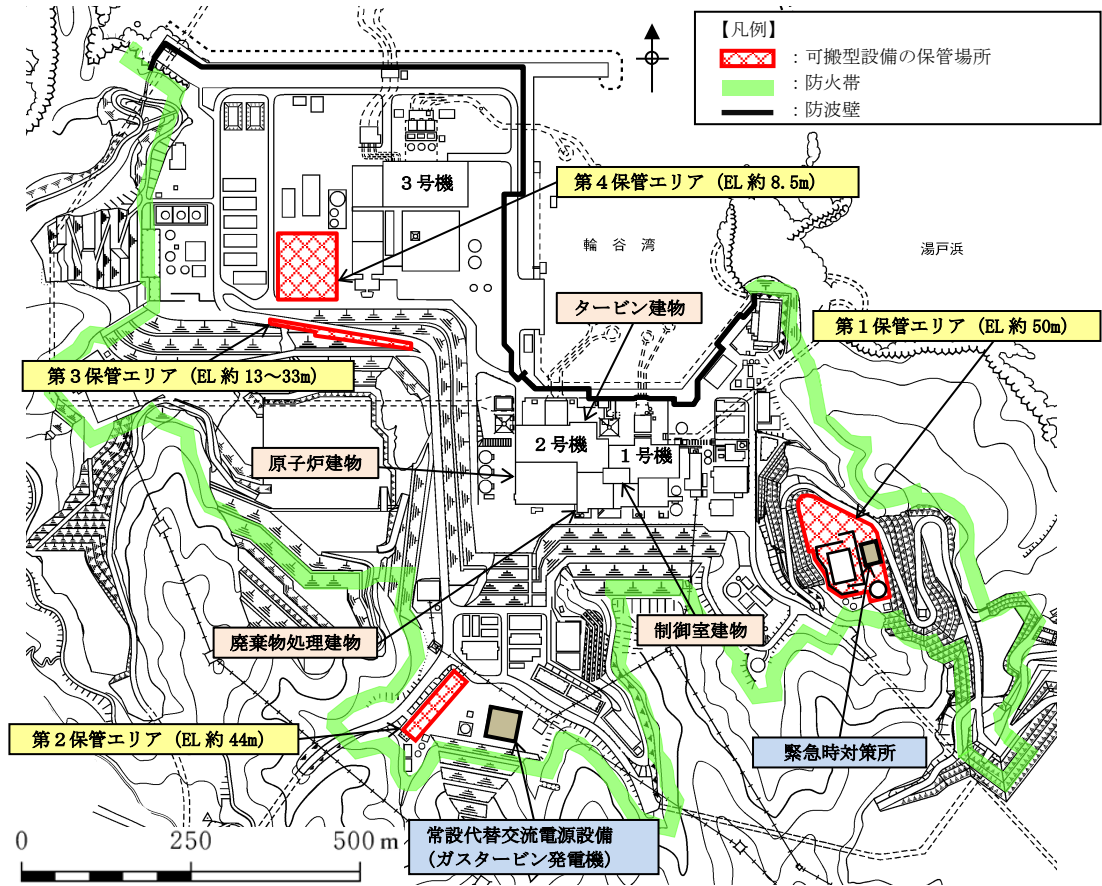 【凡例】
：可搬型設備の保管場所
：防火帯
：防波壁
3号機
第4保管エリア（EL 約 8.5m）
輪谷湾
湯戸浜
タービン建物
第1保管エリア（EL 約 50m）
第3保管エリア（EL 約 13～33m）
2号機
1号機
原子炉建物
廃棄物処理建物
制御室建物
第2保管エリア（EL 約 44m）
緊急時対策所
常設代替交流電源設備
（ガスタービン発電機）
0 250 500 m